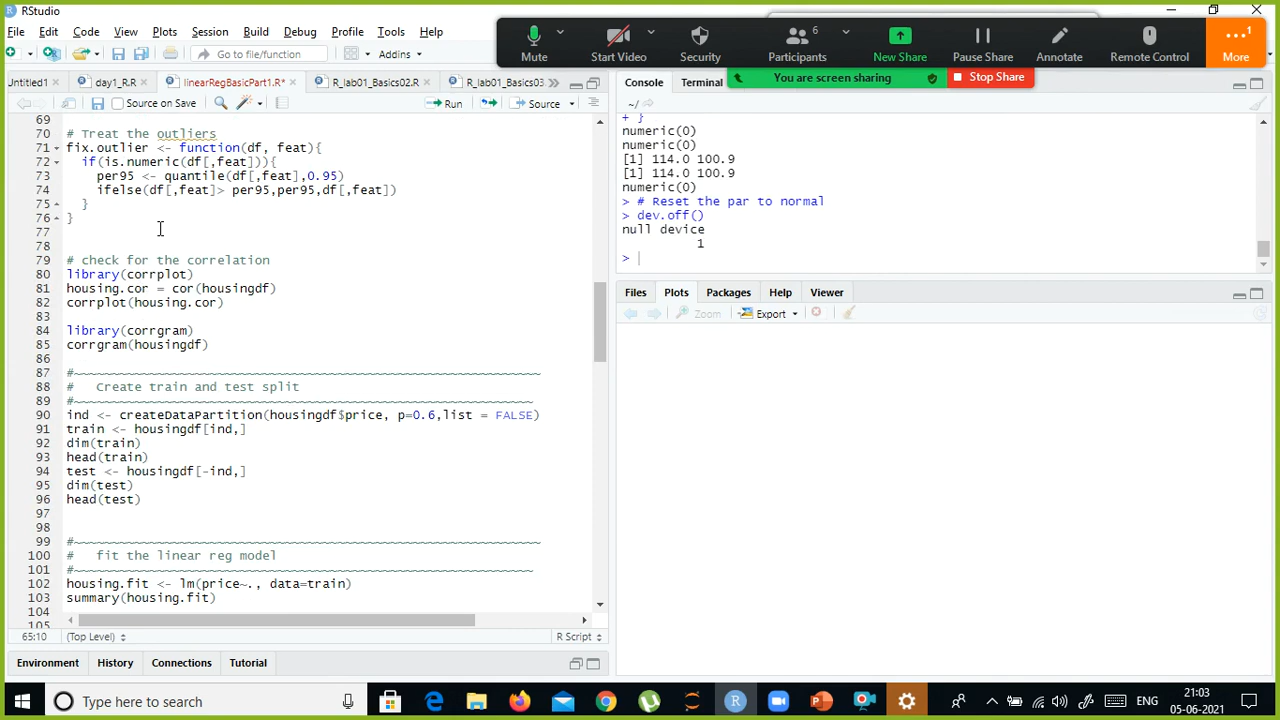 RStudio
File Edit Code View Plots Session Build Debug Profile Tools Help
Go to file/function
Addins
Mute
Start Video
Security
6
Participants
New Share
Pause Share
Annotate
Remote Control
1
More
You are screen sharing
Stop Share
Untitled1
day1_R.R
linearRegBasicPart1.R*
R_lab01_Basics02.R
R_lab01_Basics03
Source on Save
Run
Source
69
70 # Treat the outliers
71 fix.outlier <- function(df, feat){
72 if(is.numeric(df[,feat])){
73 per95 <- quantile(df[,feat],0.95)
74 ifelse(df[,feat]> per95,per95,df[,feat])
75 }
76 }
77
78
79 # check for the correlation
80 library(corrplot)
81 housing.cor = cor(housingdf)
82 corrplot(housing.cor)
83
84 library(corrgram)
85 corrgram(housingdf)
86
87 #~~~~~~~~~~~~~~~~~~~~~~~~~~~~~~~~~~~~~~~~~~~~~~~~~~~~~~~~~~~~~~
88 # Create train and test split
89 #~~~~~~~~~~~~~~~~~~~~~~~~~~~~~~~~~~~~~~~~~~~~~~~~~~~~~~~~~~~~~
90 ind <- createDataPartition(housingdf$price, p=0.6,list = FALSE)
91 train <- housingdf[ind,]
92 dim(train)
93 head(train)
94 test <- housingdf[-ind,]
95 dim(test)
96 head(test)
97
98
99 #~~~~~~~~~~~~~~~~~~~~~~~~~~~~~~~~~~~~~~~~~~~~~~~~~~~~~~~~~~~~~~
100 # fit the linear reg model
101 #~~~~~~~~~~~~~~~~~~~~~~~~~~~~~~~~~~~~~~~~~~~~~~~~~~~~~~~~~~~~~
102 housing.fit <- lm(price~., data=train)
103 summary(housing.fit)
104
105
65:10 (Top Level) R Script
Environment History Connections Tutorial
Console Terminal
~/
+ }
numeric(0)
numeric(0)
[1] 114.0 100.9
[1] 114.0 100.9
numeric(0)
> # Reset the par to normal
> dev.off()
null device
1
>
Files Plots Packages Help Viewer
Zoom Export
Type here to search
ENG
21:03
05-06-2021